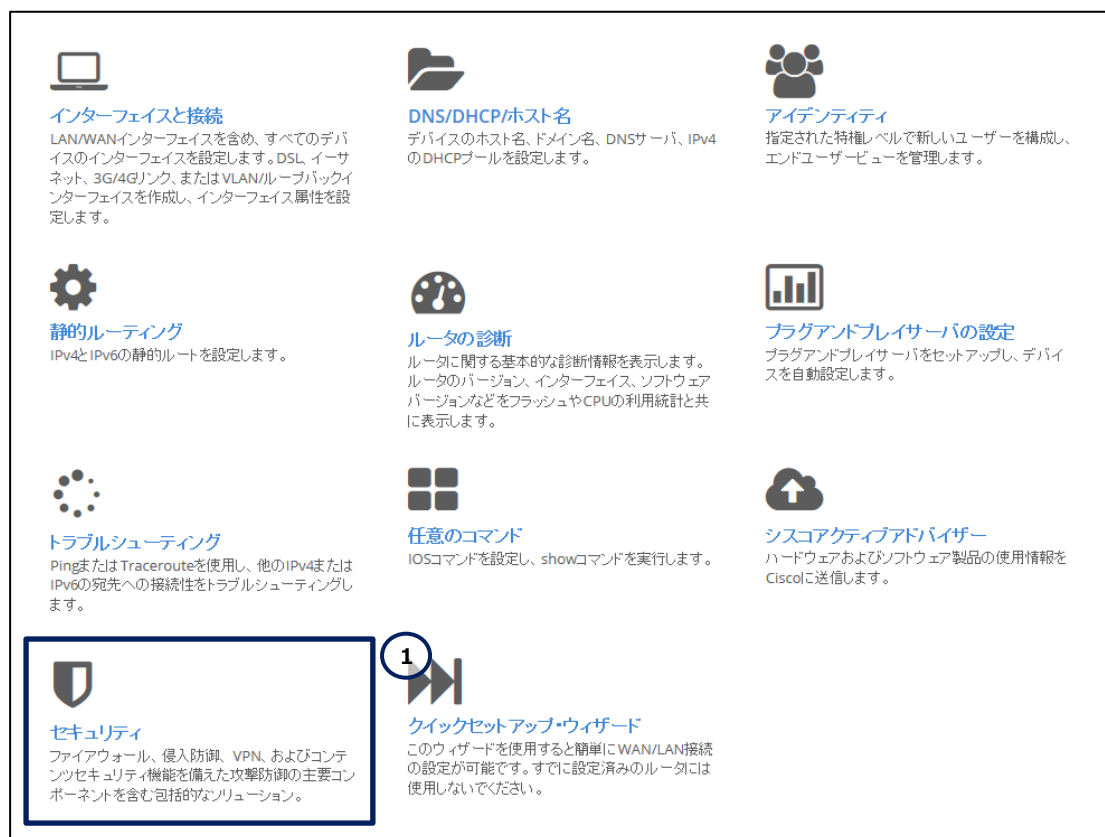 インターフェイスと接続
LAN/WANインターフェイスを含め、すべてのデバ
イスのインターフェイスを設定します。DSL、イーサ
ネット、3G/4Gリンク、またはVLAN/ループバックイ
ンターフェイスを作成し、インターフェイス属性を設
定します。
DNS/DHCP/ホスト名
デバイスのホスト名、ドメイン名、DNSサーバ、IPv4
のDHCPプールを設定します。
アイデンティティ
指定された特権レベルで新しいユーザーを構成し、
エンドユーザービューを管理します。
静的ルーティング
IPv4とIPv6の静的ルートを設定します。
ルータの診断
ルータに関する基本的な診断情報を表示します。
ルータのバージョン、インターフェイス、ソフトウェア
バージョンなどをフラッシュやCPUの利用統計と共
に表示します。
プラグアンドプレイサーバの設定
プラグアンドプレイサーバをセットアップし、デバイ
スを自動設定します。
トラブルシューティング
PingまたはTracerouteを使用し、他のIPv4または
IPv6の宛先への接続性をトラブルシューティングし
ます。
任意のコマンド
IOSコマンドを設定し、showコマンドを実行します。
シスコアクティブアドバイザー
ハードウェアおよびソフトウェア製品の使用情報を
Ciscoに送信します。
1
セキュリティ
ファイアウォール、侵入防御、VPN、およびコンテ
ンツセキュリティ機能を備えた攻撃防御の主要コン
ポーネントを含む包括的なソリューション。
クイックセットアップ・ウィザード
このウィザードを使用すると簡単にWAN/LAN接続
の設定が可能です。すでに設定済みのルータには
使用しないでください。